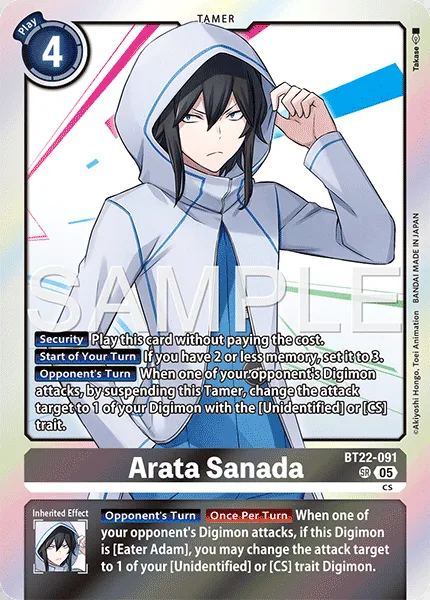 TAMER
Play
4
Takase
SAMPLE
©Akiyoshi Hongo, Toei Animation BANDAI MADE IN JAPAN
Security Play this card without paying the cost.
Start of Your Turn If you have 2 or less memory, set it to 3.
Opponent's Turn When one of your opponent's Digimon
attacks, by suspending this Tamer, change the attack
target to 1 of your Digimon with the [Unidentified] or [CS]
trait.
Arata Sanada
BT22-091
SR 05
CS
Inherited Effect
Opponent's Turn Once Per Turn When one of
your opponent's Digimon attacks, if this Digimon
is [Eater Adam], you may change the attack target
to 1 of your [Unidentified] or [CS] trait Digimon.